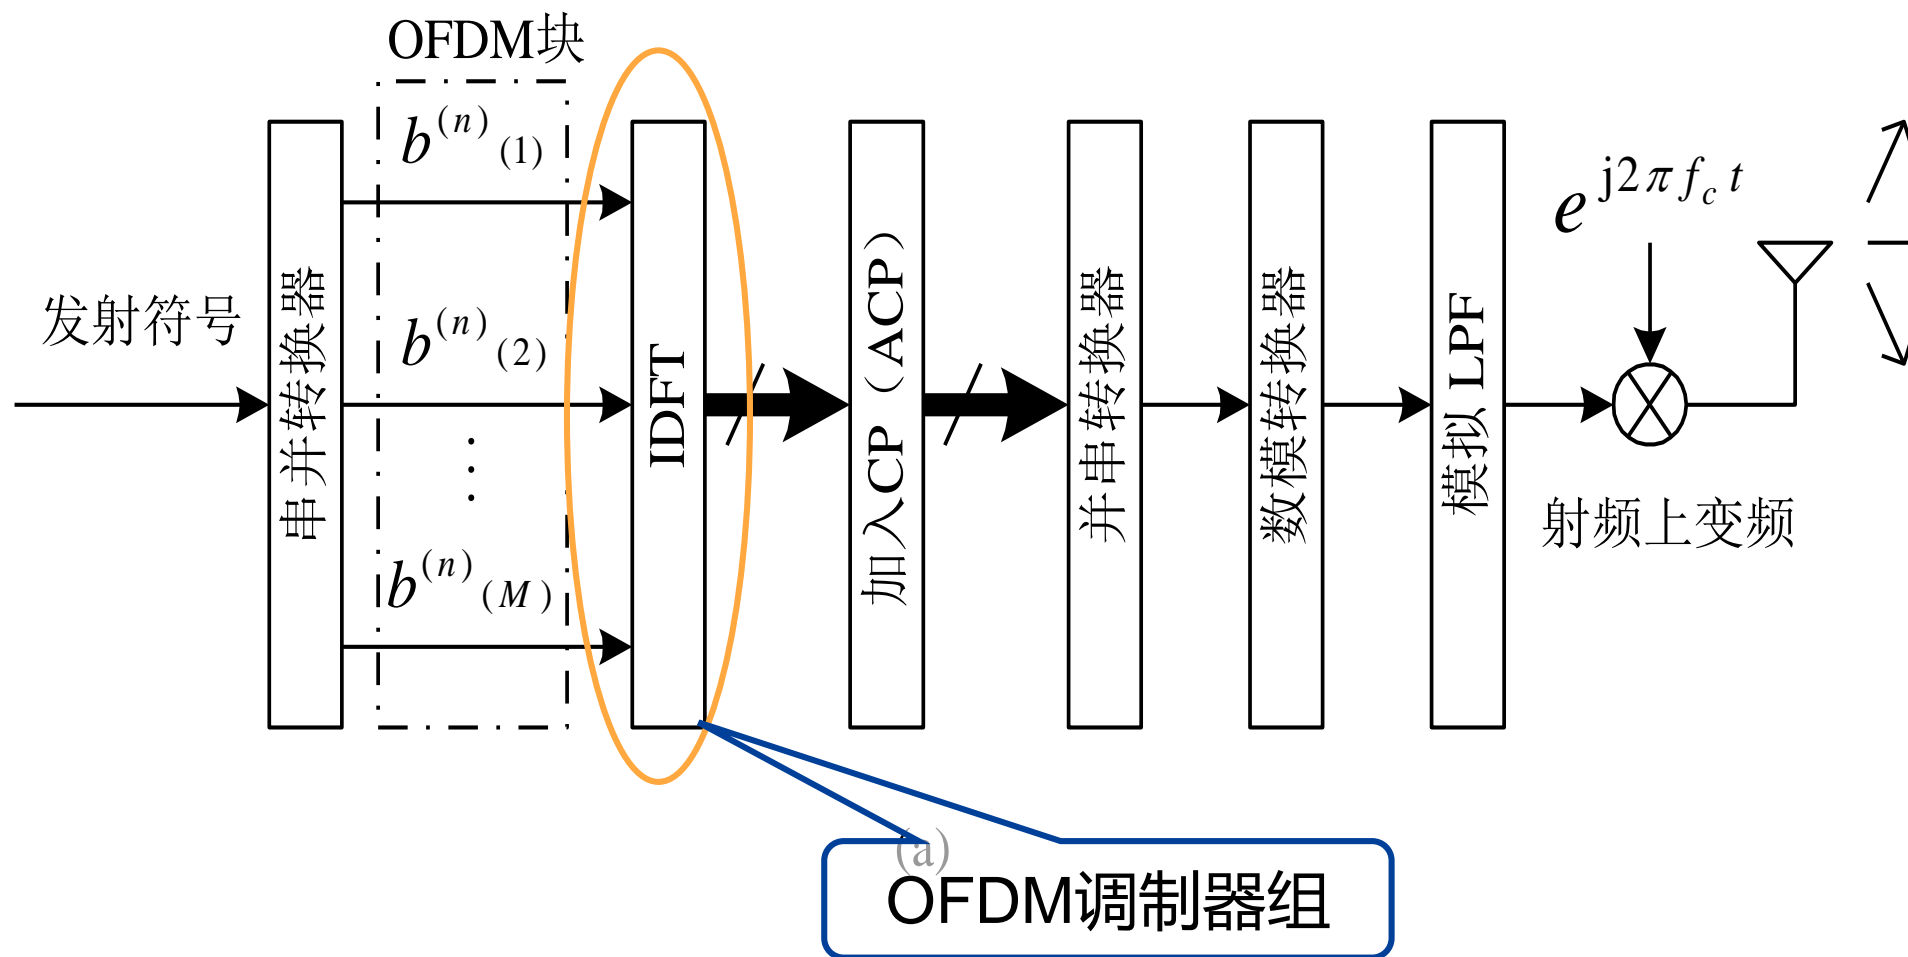 OFDM块
发射符号
串并转换器
b^{(n)}(1)
b^{(n)}(2)
⋮
b^{(n)}(M)
IDFT
加入CP（ACP）
并串转换器
数模转换器
模拟 LPF
e^{j2πf_c t}
射频上变频
(a)
OFDM调制器组